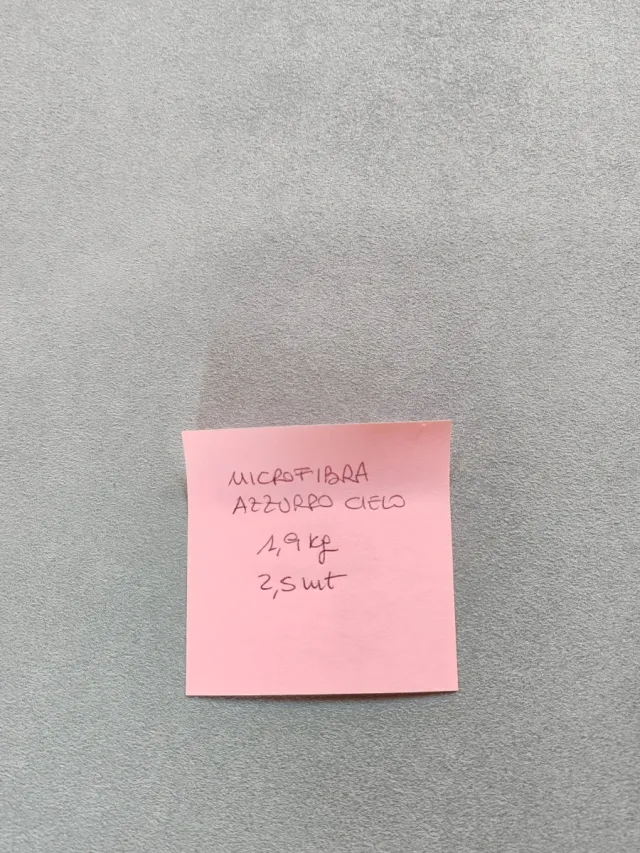 MICROFIBRA
AZZURRO CIELO
1,9 kg
2,5 mt